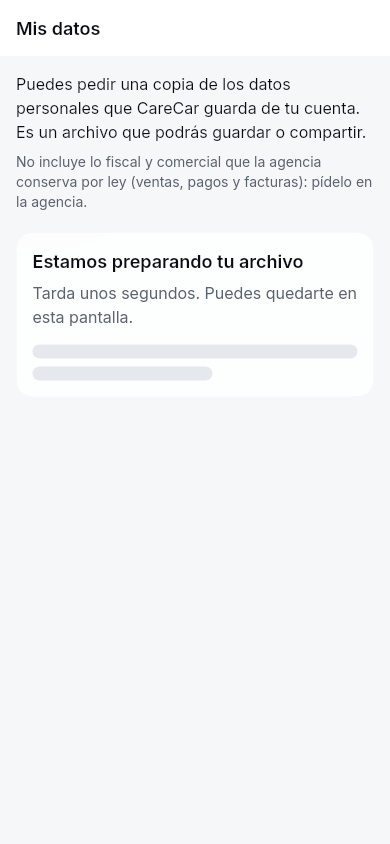 Mis datos
Puedes pedir una copia de los datos
personales que CareCar guarda de tu cuenta.
Es un archivo que podrás guardar o compartir.
No incluye lo fiscal y comercial que la agencia
conserva por ley (ventas, pagos y facturas): pídelo en
la agencia.
Estamos preparando tu archivo
Tarda unos segundos. Puedes quedarte en
esta pantalla.